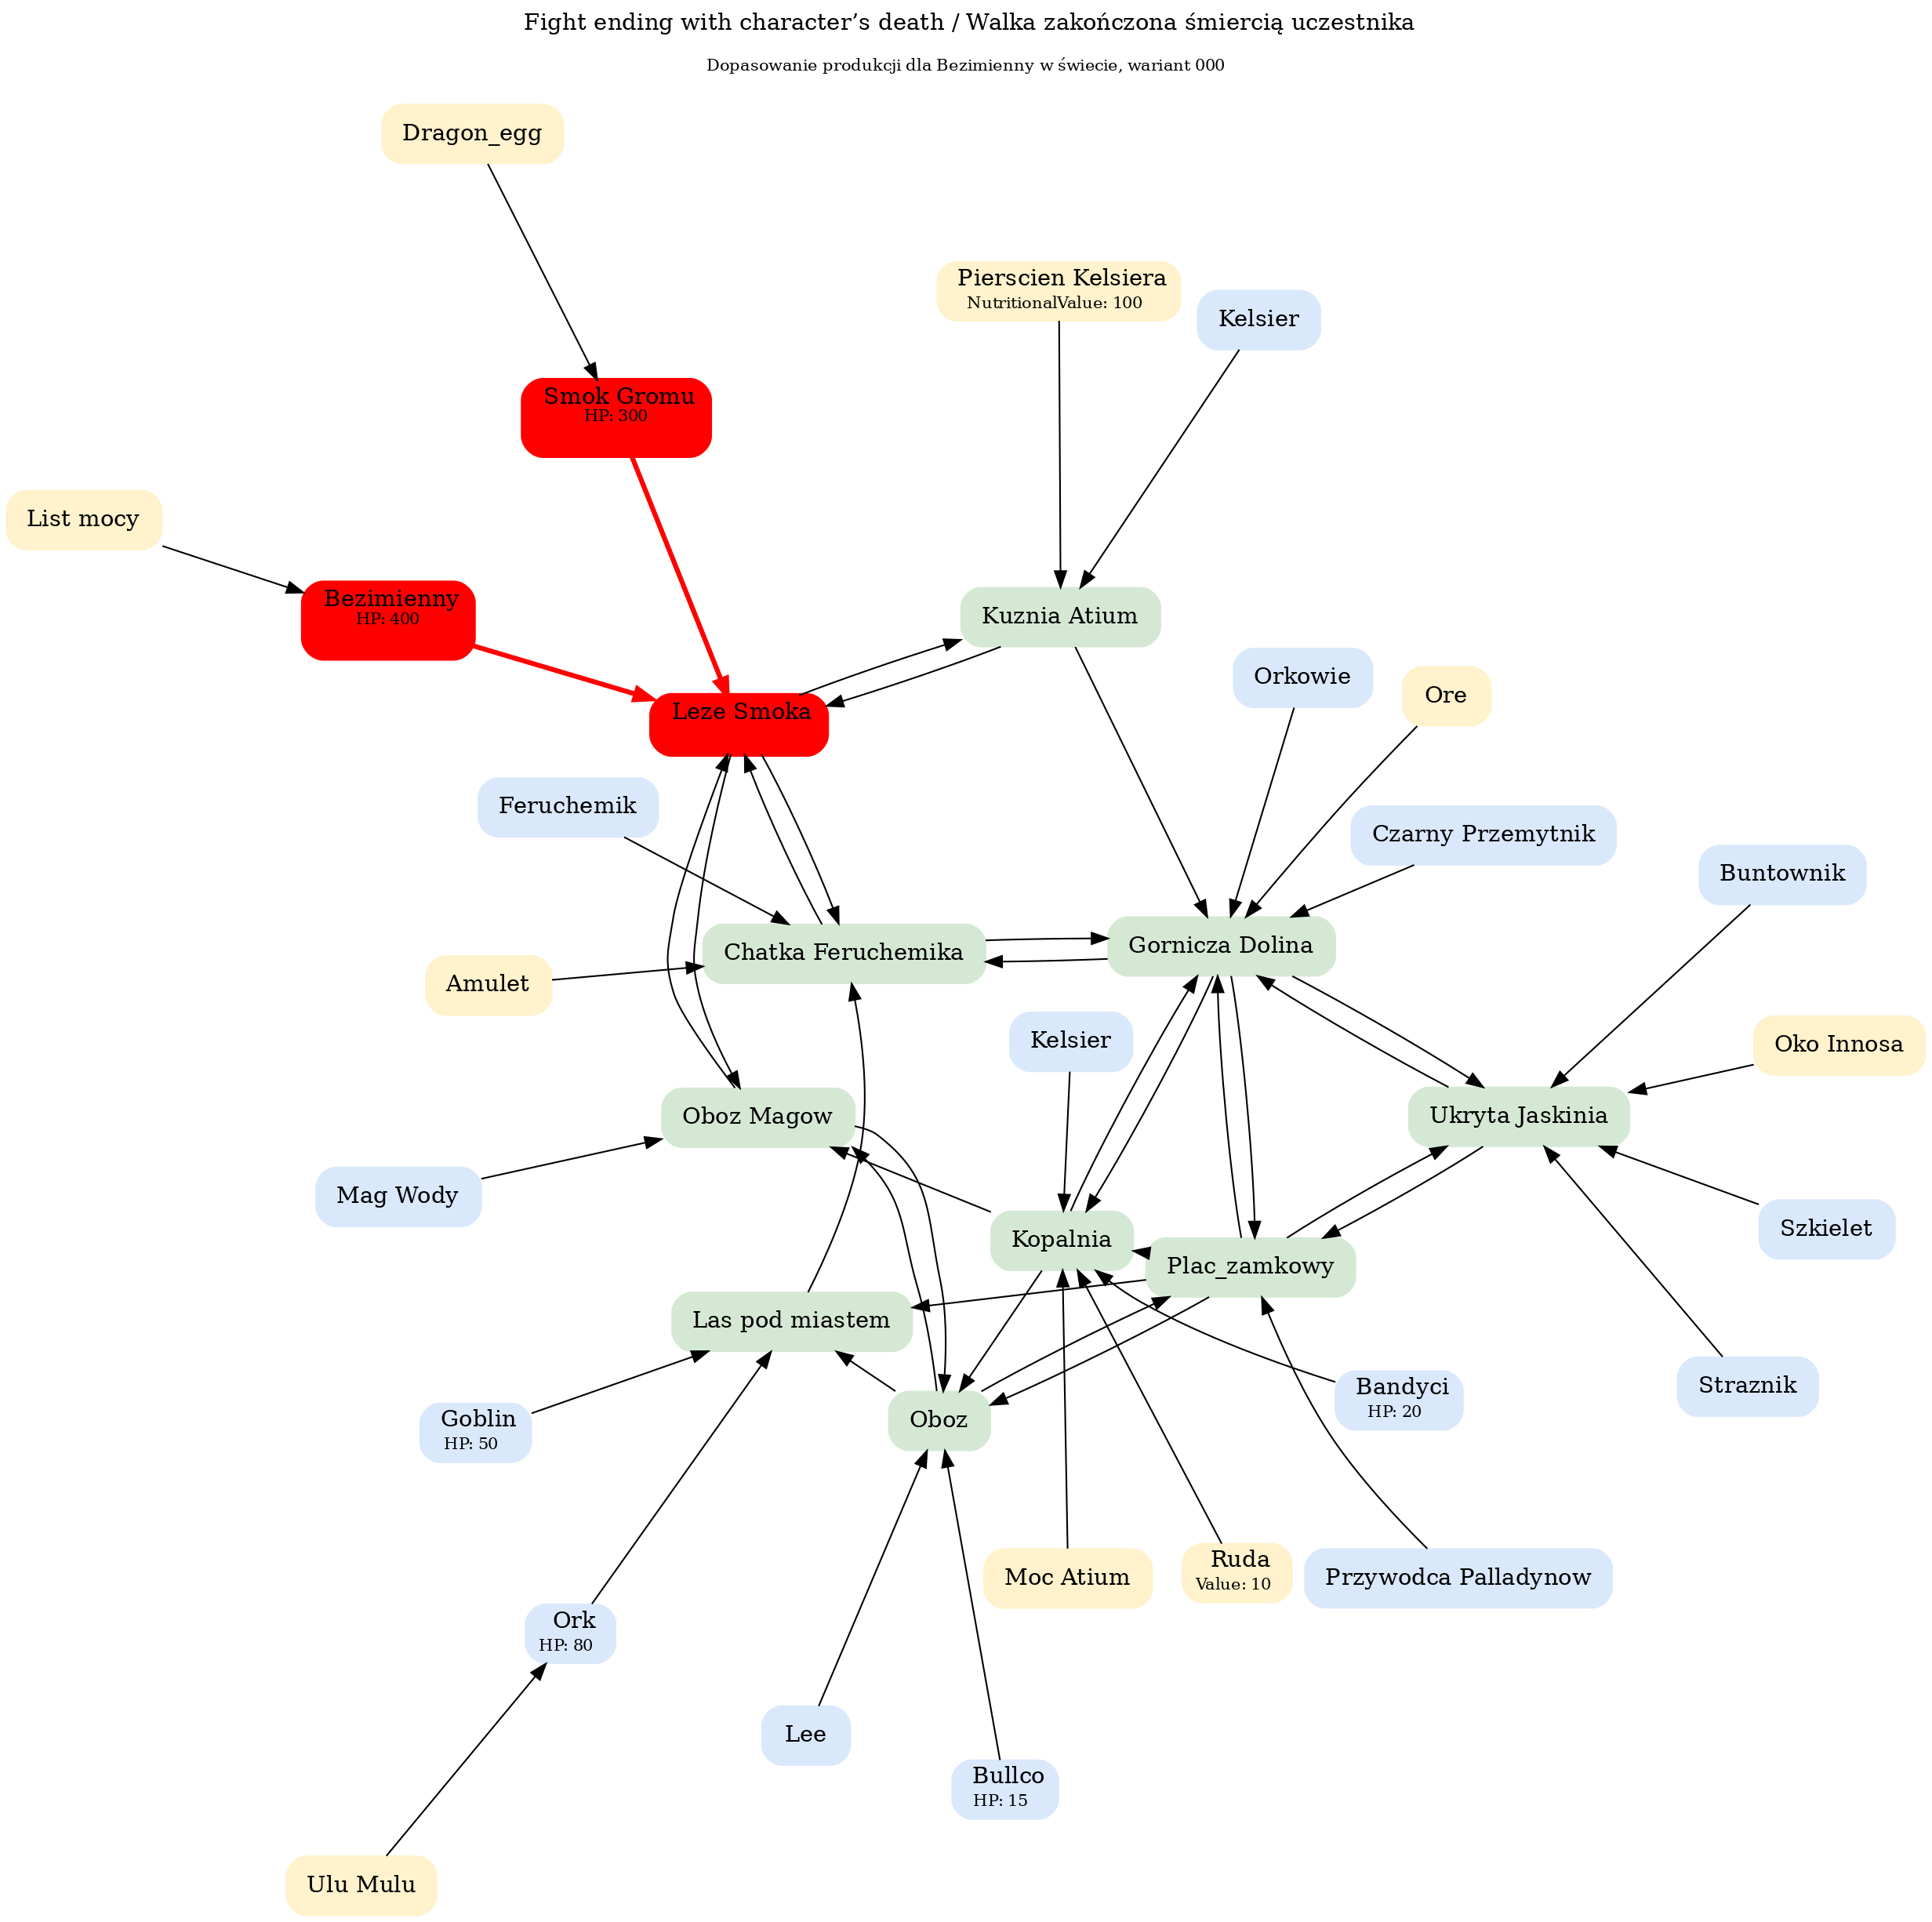 Fight ending with character’s death / Walka zakończona śmiercią uczestnika
Dopasowanie produkcji dla Bezimienny w świecie, wariant 000
Dragon_egg
Pierscien Kelsiera
NutritionalValue: 100
Kelsier
Smok Gromu
HP: 300
List mocy
Bezimienny
HP: 400
Kuznia Atium
Orkowie
Ore
Leze Smoka
Feruchemik
Czarny Przemytnik
Buntownik
Chatka Feruchemika
Gornicza Dolina
Amulet
Kelsier
Oko Innosa
Oboz Magow
Ukryta Jaskinia
Mag Wody
Szkielet
Kopalnia
Plac_zamkowy
Las pod miastem
Straznik
Bandyci
HP: 20
Goblin
HP: 50
Oboz
Moc Atium
Ruda
Value: 10
Przywodca Palladynow
Ork
HP: 80
Lee
Bullco
HP: 15
Ulu Mulu